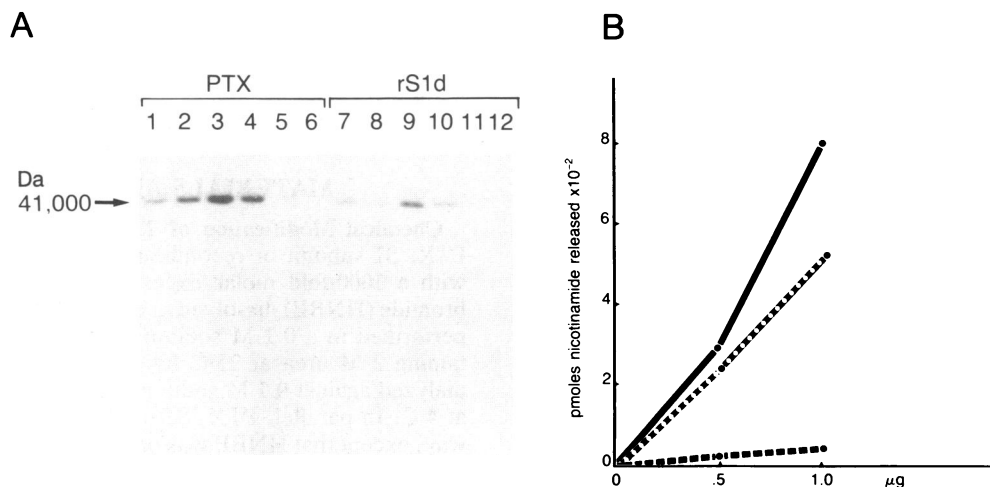 A
PTX rS1d
1 2 3 4 5 6 7 8 9 10 11 12
Da
41,000
B
pmoles nicotinamide released x10⁻²
8
6
4
2
0
0 .5 1.0 μg